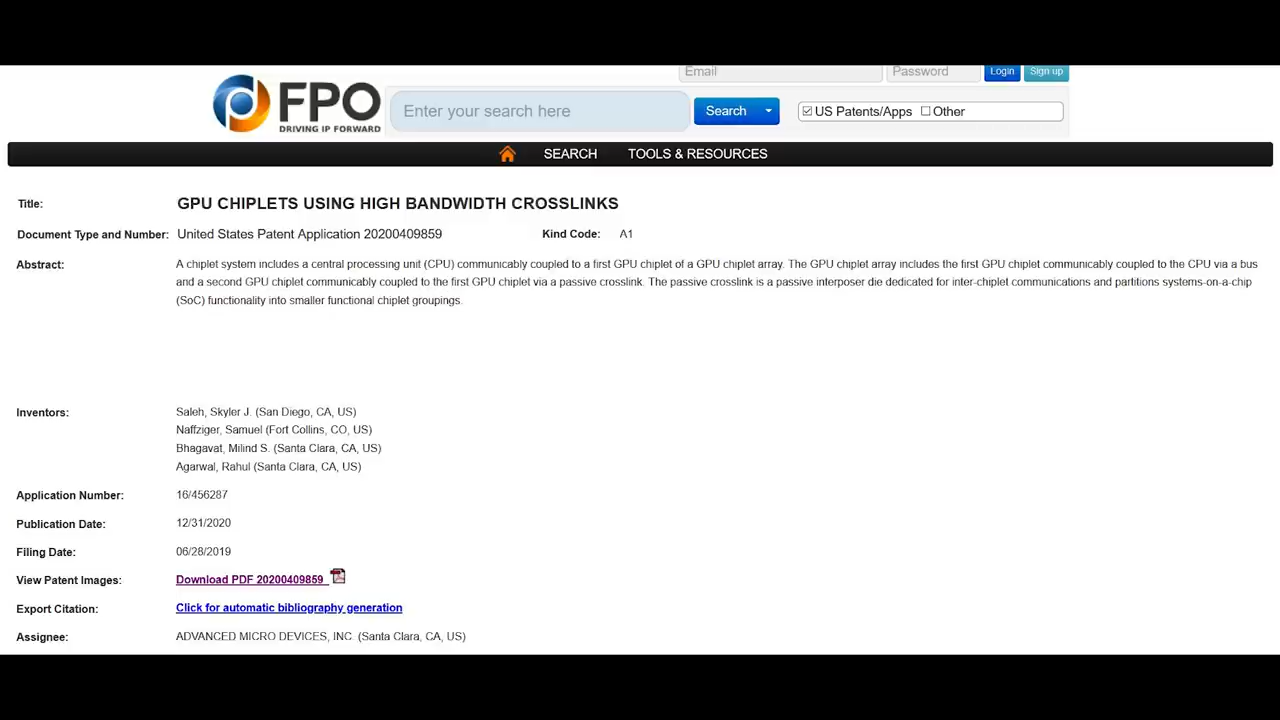 Email Password Login Sign up
FPO
DRIVING IP FORWARD
Enter your search here Search US Patents/Apps Other
SEARCH TOOLS & RESOURCES
Title: GPU CHIPLETS USING HIGH BANDWIDTH CROSSLINKS
Document Type and Number: United States Patent Application 20200409859 Kind Code: A1
Abstract: A chiplet system includes a central processing unit (CPU) communicably coupled to a first GPU chiplet of a GPU chiplet array. The GPU chiplet array includes the first GPU chiplet communicably coupled to the CPU via a bus
and a second GPU chiplet communicably coupled to the first GPU chiplet via a passive crosslink. The passive crosslink is a passive interposer die dedicated for inter-chiplet communications and partitions systems-on-a-chip
(SoC) functionality into smaller functional chiplet groupings.
Inventors: Saleh, Skyler J. (San Diego, CA, US)
Naffziger, Samuel (Fort Collins, CO, US)
Bhagavat, Milind S. (Santa Clara, CA, US)
Agarwal, Rahul (Santa Clara, CA, US)
Application Number: 16/456287
Publication Date: 12/31/2020
Filing Date: 06/28/2019
View Patent Images: Download PDF 20200409859
Export Citation: Click for automatic bibliography generation
Assignee: ADVANCED MICRO DEVICES, INC. (Santa Clara, CA, US)